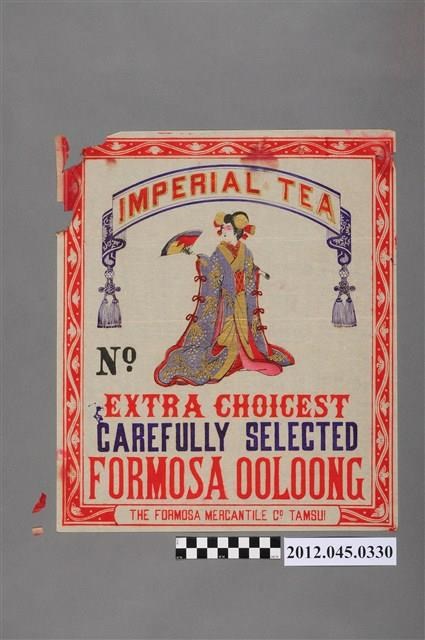 IMPERIAL TEA
Nº
EXTRA CHOICEST
CAREFULLY SELECTED
FORMOSA OOLOONG
THE FORMOSA MERCANTILE Cº TAMSUI
2012.045.0330